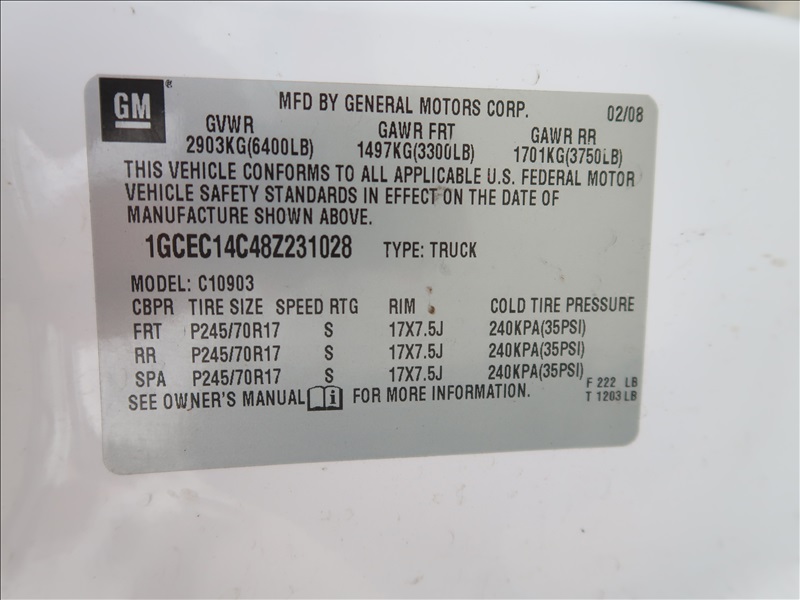 GM ® MFD BY GENERAL MOTORS CORP. 02/08
GVWR GAWR FRT GAWR RR
2903KG(6400LB) 1497KG(3300LB) 1701KG(3750LB)
THIS VEHICLE CONFORMS TO ALL APPLICABLE U.S. FEDERAL MOTOR
VEHICLE SAFETY STANDARDS IN EFFECT ON THE DATE OF
MANUFACTURE SHOWN ABOVE.
1GCEC14C48Z231028 TYPE: TRUCK
MODEL: C10903
CBPR TIRE SIZE SPEED RTG RIM COLD TIRE PRESSURE
FRT P245/70R17 S 17X7.5J 240KPA(35PSI)
RR P245/70R17 S 17X7.5J 240KPA(35PSI)
SPA P245/70R17 S 17X7.5J 240KPA(35PSI)
F 222 LB
SEE OWNER'S MANUAL i FOR MORE INFORMATION. T 1203 LB